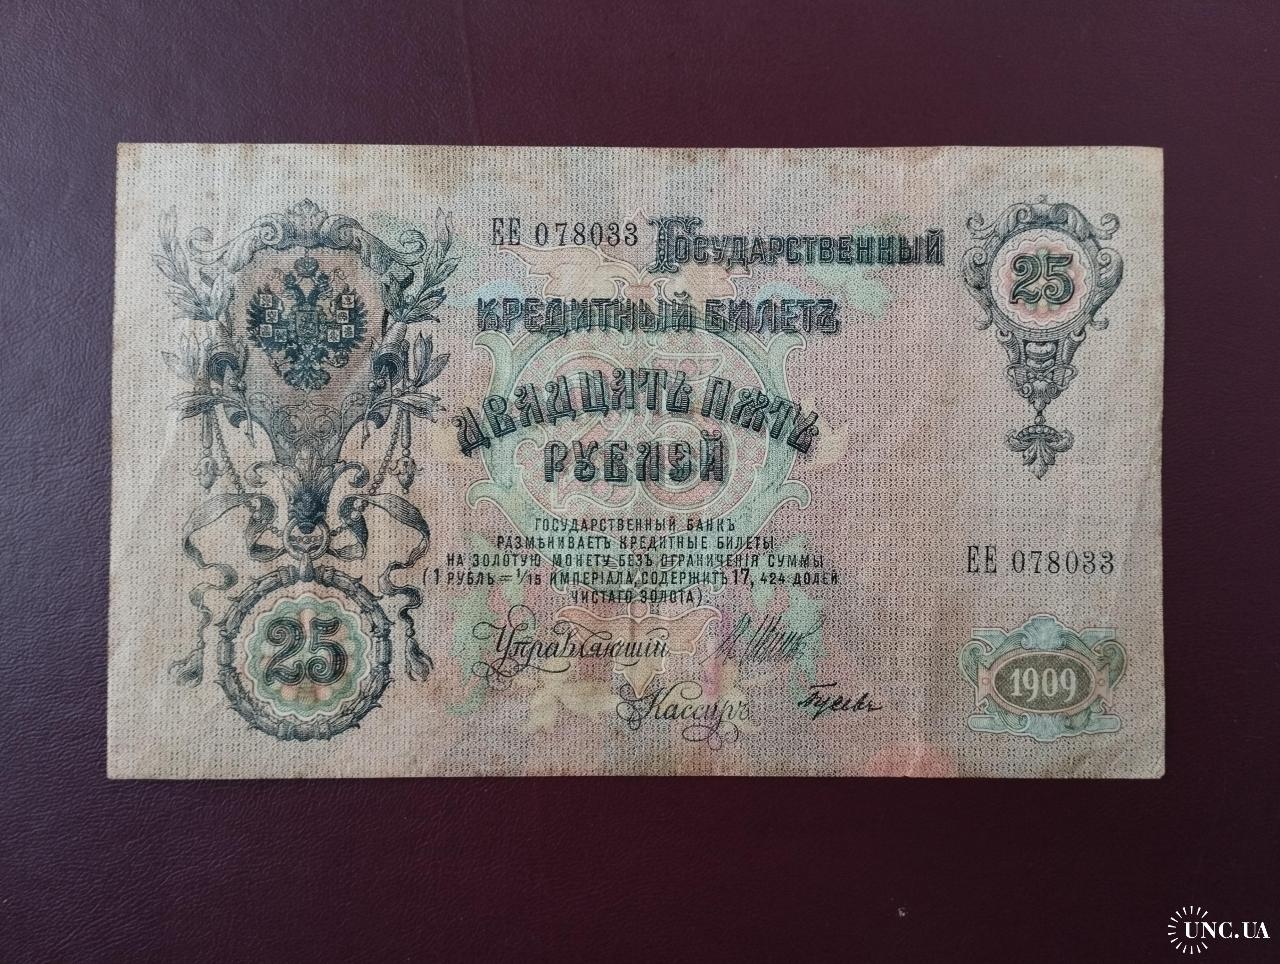 ЕЕ 078033 Государственный
Кредитный Билетъ
25
Двадцать пять
рублей
Государственный Банкъ
размѣниваетъ кредитные билеты
на золотую монету безъ ограниченія суммы
(1 рубль = 1/15 имперіала, содержитъ 17, 424 долей
чистаго золота).
ЕЕ 078033
25
Управляющий
Кассиръ
Гусевъ
1909
UNC.UA